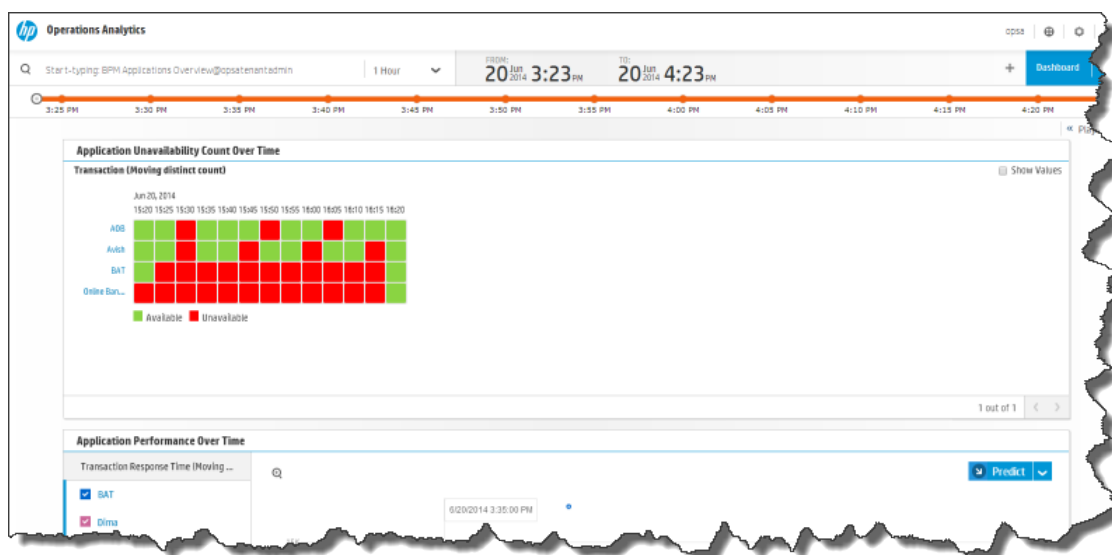 hp Operations Analytics opsa
Start-typing: BPM Applications Overview@opsatenantadmin 1 Hour FROM: 20 Jun 2014 3:23 PM TO: 20 Jun 2014 4:23 PM + Dashboard
3:25 PM 3:30 PM 3:35 PM 3:40 PM 3:45 PM 3:50 PM 3:55 PM 4:00 PM 4:05 PM 4:10 PM 4:15 PM 4:20 PM
«
Application Unavailability Count Over Time
Transaction (Moving distinct count) Show Values
Jun 20, 2014
15:20 15:25 15:30 15:35 15:40 15:45 15:50 15:55 16:00 16:05 16:10 16:15 16:20
ADB
Avish
BAT
Online Ban...
Available Unavailable
1 out of 1 < >
Application Performance Over Time
Transaction Response Time (Moving ... Predict
BAT
6/20/2014 3:35:00 PM
Dima